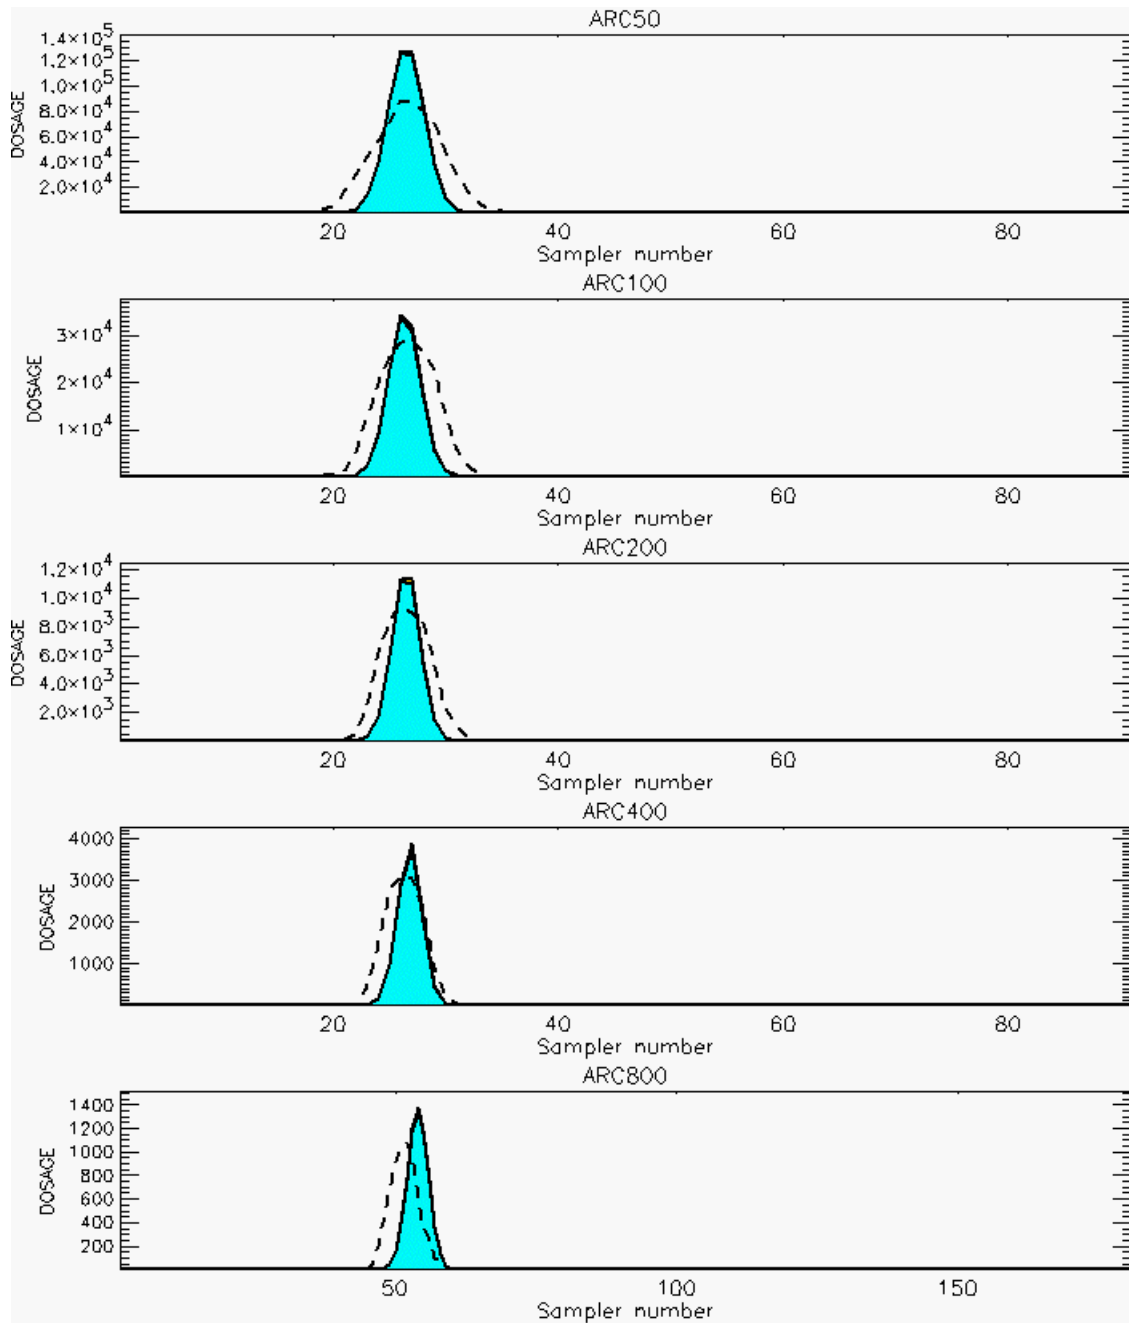 ARC50
1.4×10⁵
1.2×10⁵
1.0×10⁵
8.0×10⁴
6.0×10⁴
4.0×10⁴
2.0×10⁴
DOSAGE
20 40 60 80
Sampler number
ARC100
3×10⁴
2×10⁴
1×10⁴
DOSAGE
20 40 60 80
Sampler number
ARC200
1.2×10⁴
1.0×10⁴
8.0×10³
6.0×10³
4.0×10³
2.0×10³
DOSAGE
20 40 60 80
Sampler number
ARC400
4000
3000
2000
1000
DOSAGE
20 40 60 80
Sampler number
ARC800
1400
1200
1000
800
600
400
200
DOSAGE
50 100 150
Sampler number